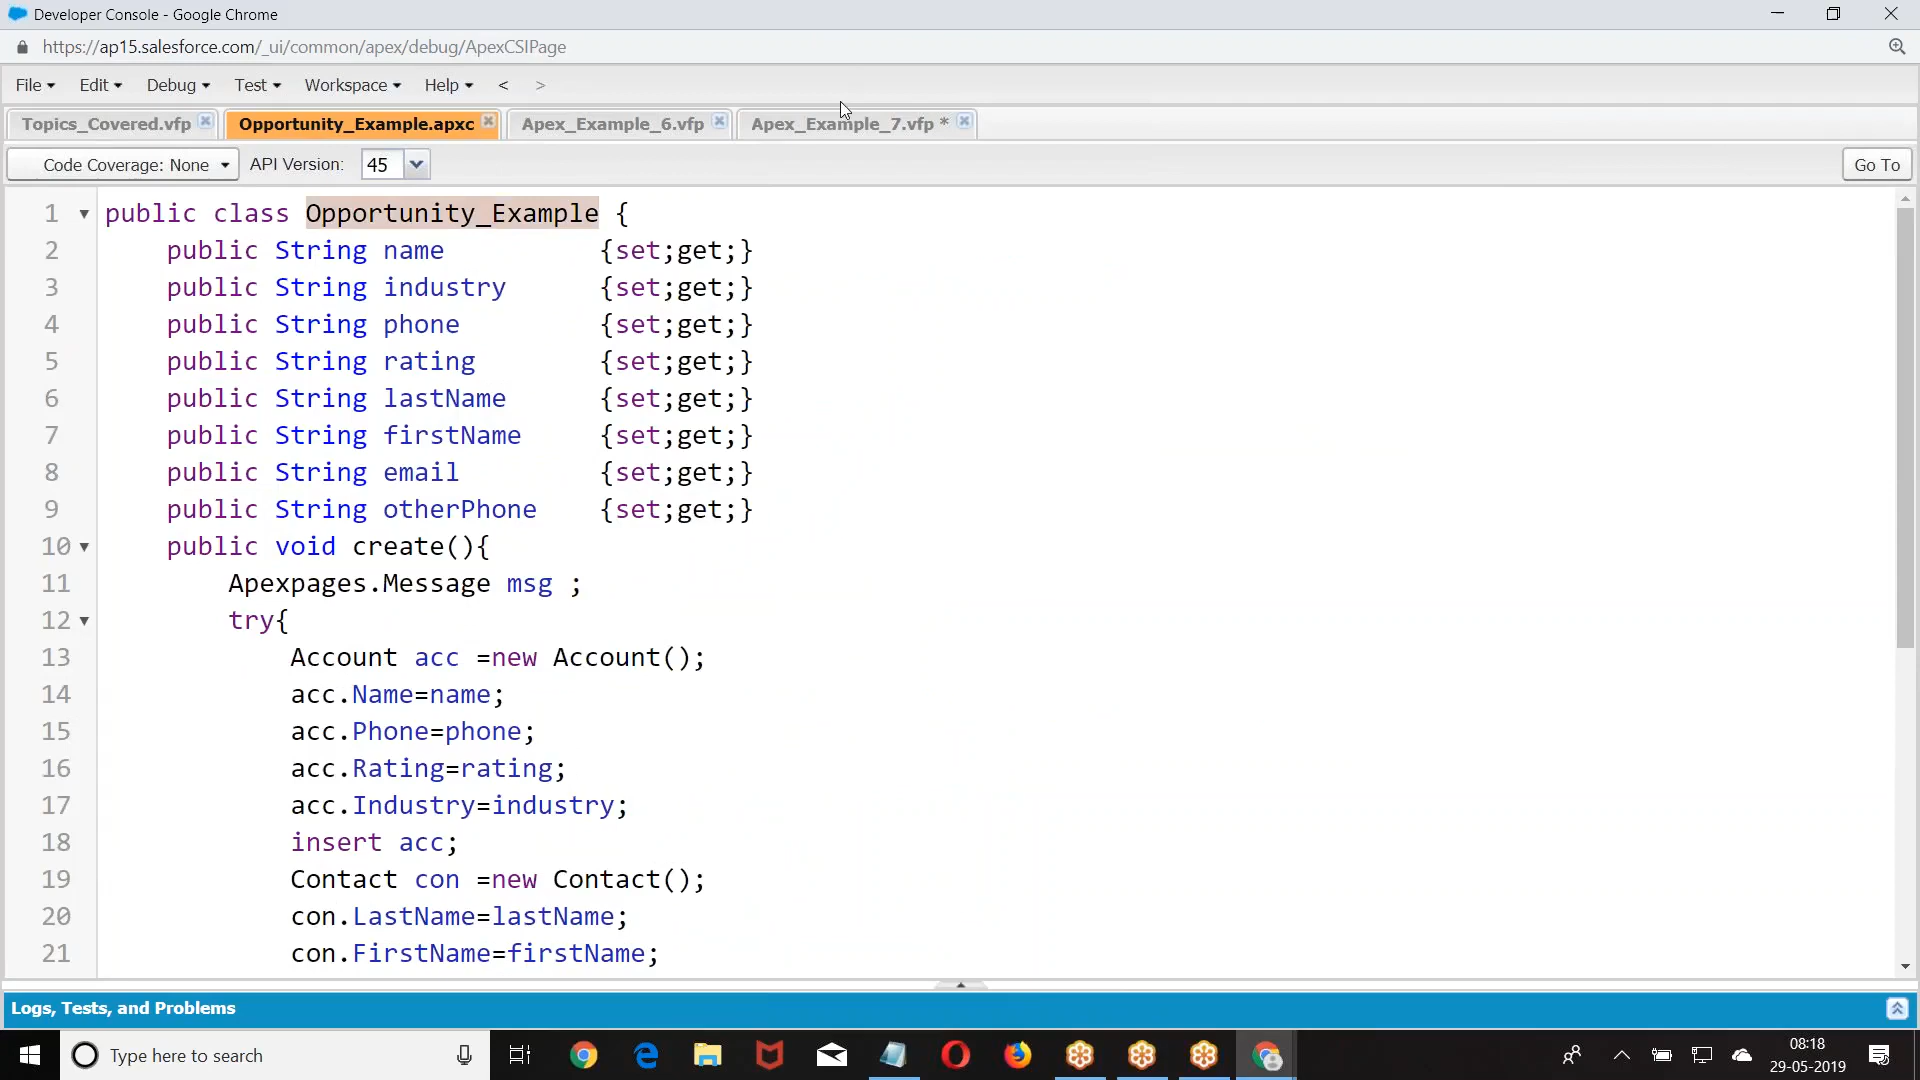 Developer Console - Google Chrome
https://ap15.salesforce.com/_ui/common/apex/debug/ApexCSIPage
File Edit Debug Test Workspace Help < >
Topics_Covered.vfp Opportunity_Example.apxc Apex_Example_6.vfp Apex_Example_7.vfp *
Code Coverage: None API Version: 45 Go To
1 public class Opportunity_Example {
2 public String name {set;get;}
3 public String industry {set;get;}
4 public String phone {set;get;}
5 public String rating {set;get;}
6 public String lastName {set;get;}
7 public String firstName {set;get;}
8 public String email {set;get;}
9 public String otherPhone {set;get;}
10 public void create(){
11 Apexpages.Message msg ;
12 try{
13 Account acc =new Account();
14 acc.Name=name;
15 acc.Phone=phone;
16 acc.Rating=rating;
17 acc.Industry=industry;
18 insert acc;
19 Contact con =new Contact();
20 con.LastName=lastName;
21 con.FirstName=firstName;
Logs, Tests, and Problems
Type here to search
08:18
29-05-2019